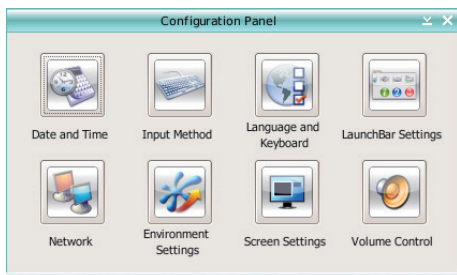 Configuration Panel
Date and Time
Input Method
Language and
Keyboard
LaunchBar Settings
Network
Environment
Settings
Screen Settings
Volume Control